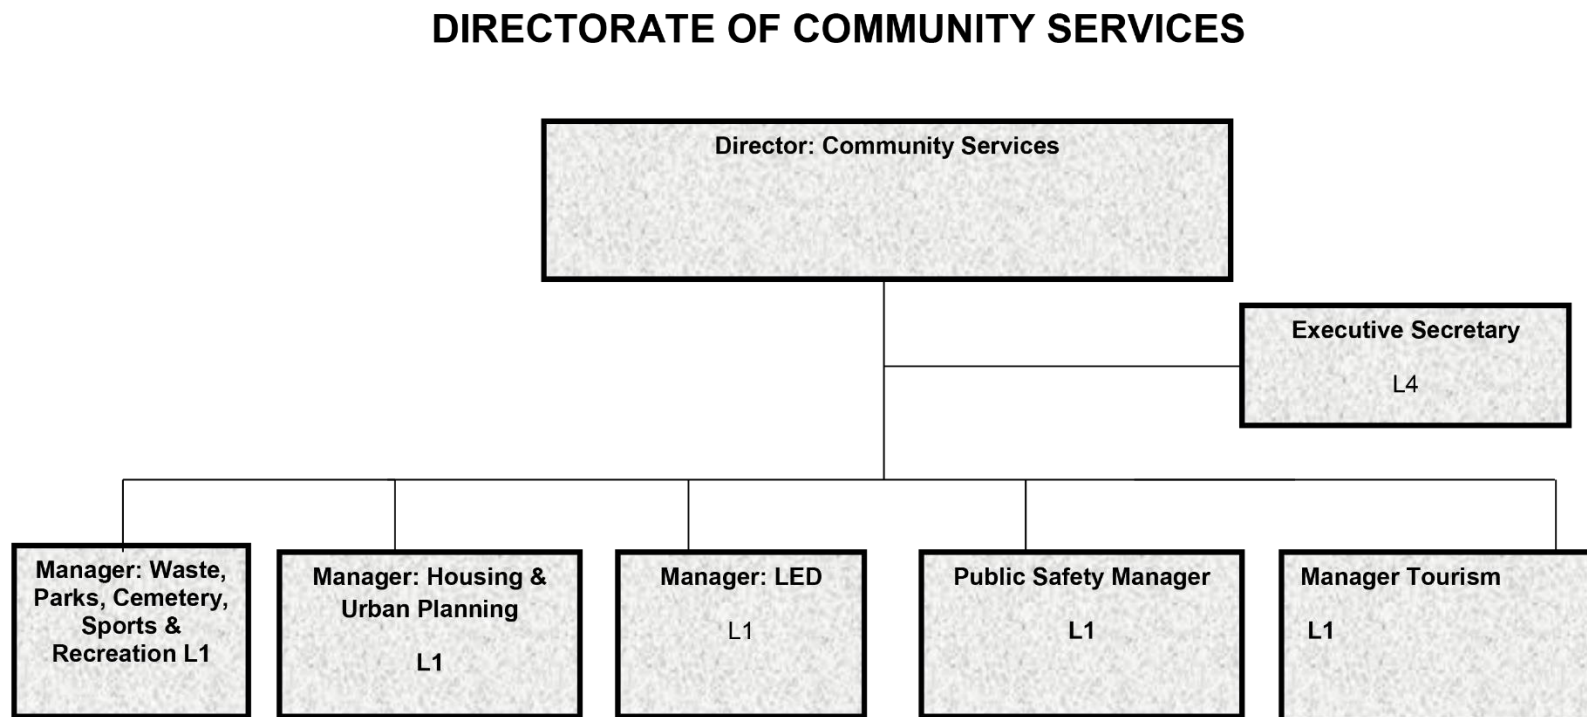 DIRECTORATE OF COMMUNITY SERVICES
Director: Community Services
Executive Secretary
L4
Manager: Waste,
Parks, Cemetery,
Sports &
Recreation L1
Manager: Housing &
Urban Planning
L1
Manager: LED
L1
Public Safety Manager
L1
Manager Tourism
L1